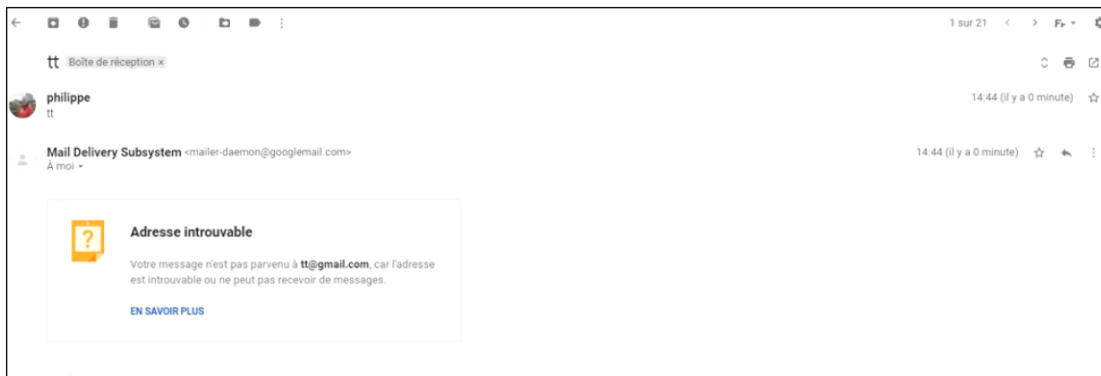 1 sur 21
Fr
tt Boîte de réception ×
philippe
14:44 (il y a 0 minute)
tt
Mail Delivery Subsystem <mailer-daemon@googlemail.com>
14:44 (il y a 0 minute)
À moi
Adresse introuvable
Votre message n'est pas parvenu à tt@gmail.com, car l'adresse
est introuvable ou ne peut pas recevoir de messages.
EN SAVOIR PLUS